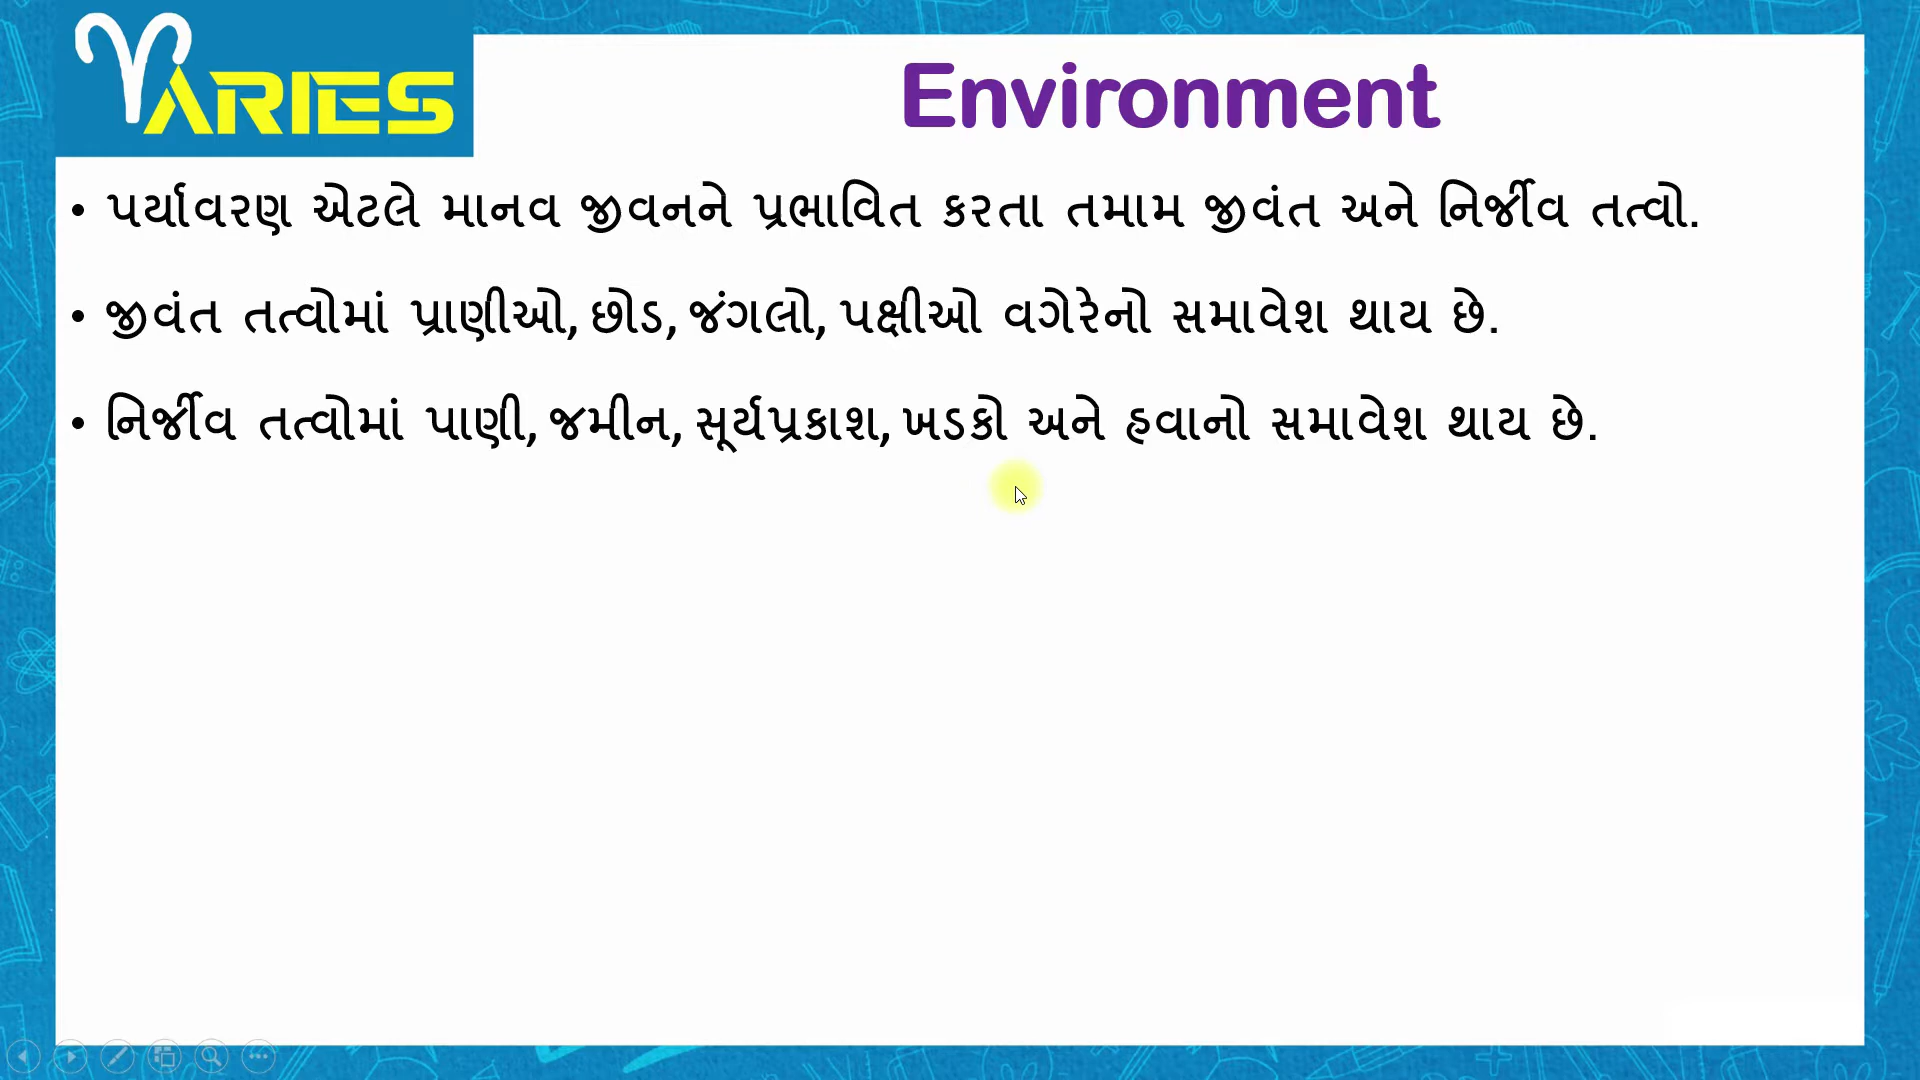 ARIES
Environment
• પર્યાવરણ એટલે માનવ જીવનને પ્રભાવિત કરતા તમામ જીવંત અને નિર્જીવ તત્વો.
• જીવંત તત્વોમાં પ્રાણીઓ, છોડ, જંગલો, પક્ષીઓ વગેરેનો સમાવેશ થાય છે.
• નિર્જીવ તત્વોમાં પાણી, જમીન, સૂર્યપ્રકાશ, ખડકો અને હવાનો સમાવેશ થાય છે.